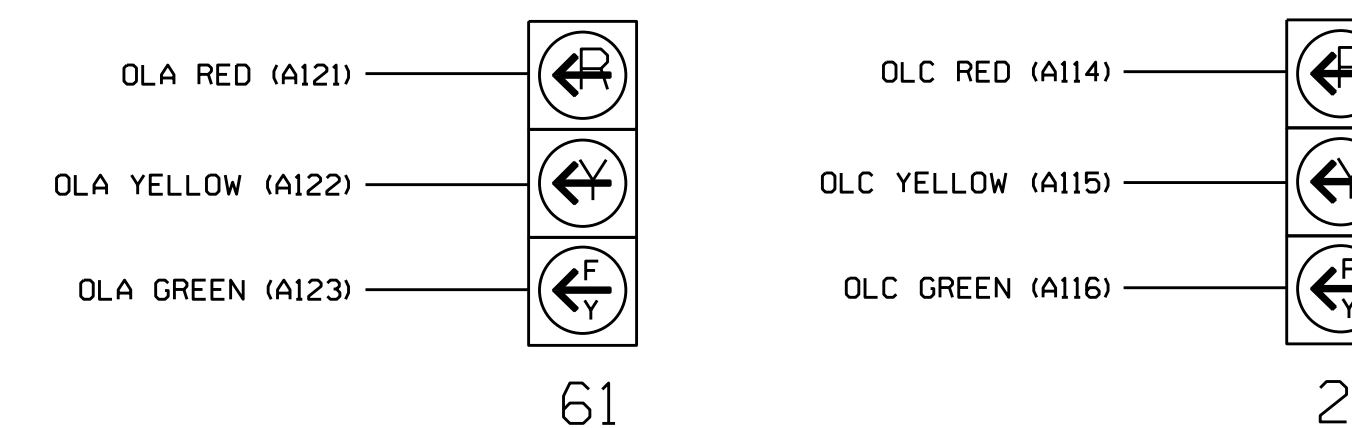 OLA RED (A121)
R
OLA YELLOW (A122)
Y
OLA GREEN (A123)
F
Y
61
OLC RED (A114)
OLC YELLOW (A115)
OLC GREEN (A116)
2